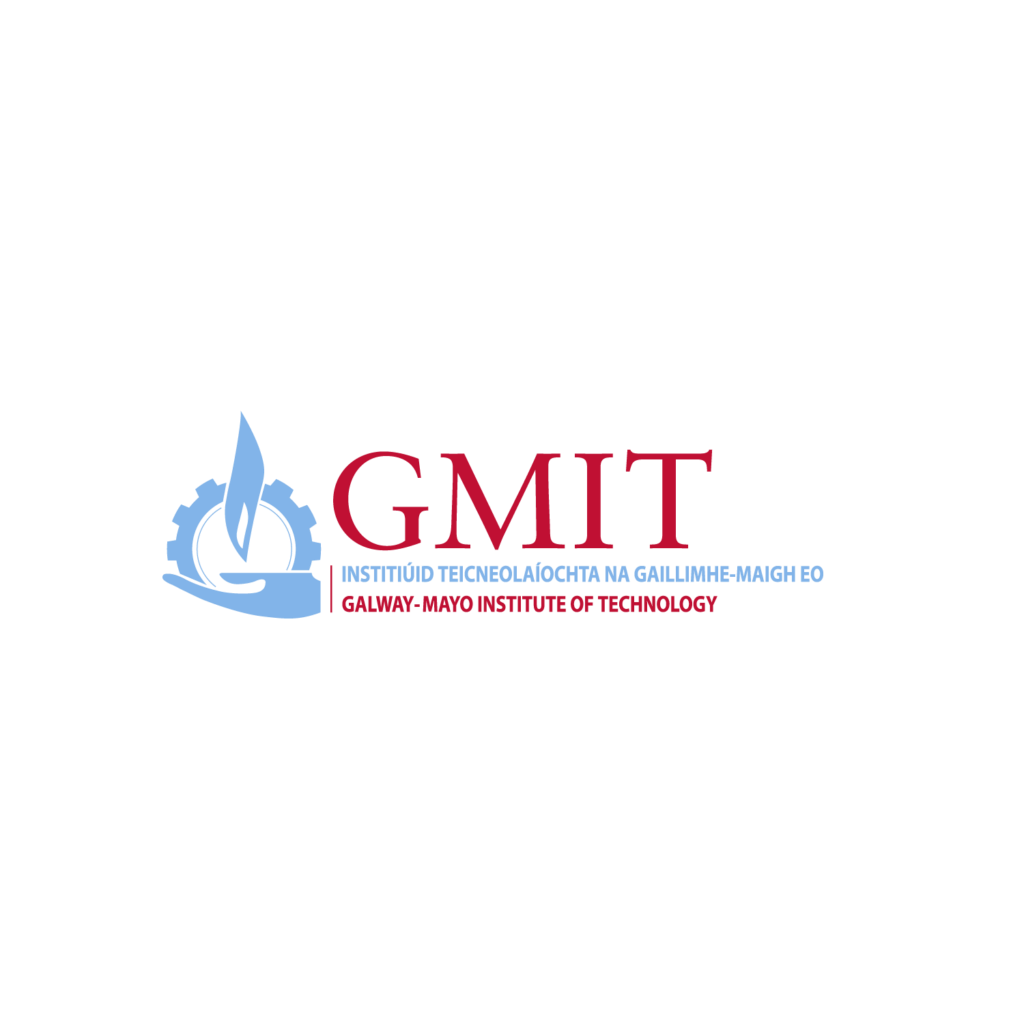 GMIT
INSTITIÚID TEICNEOLAÍOCHTA NA GAILLIMHE-MAIGH EO
GALWAY-MAYO INSTITUTE OF TECHNOLOGY